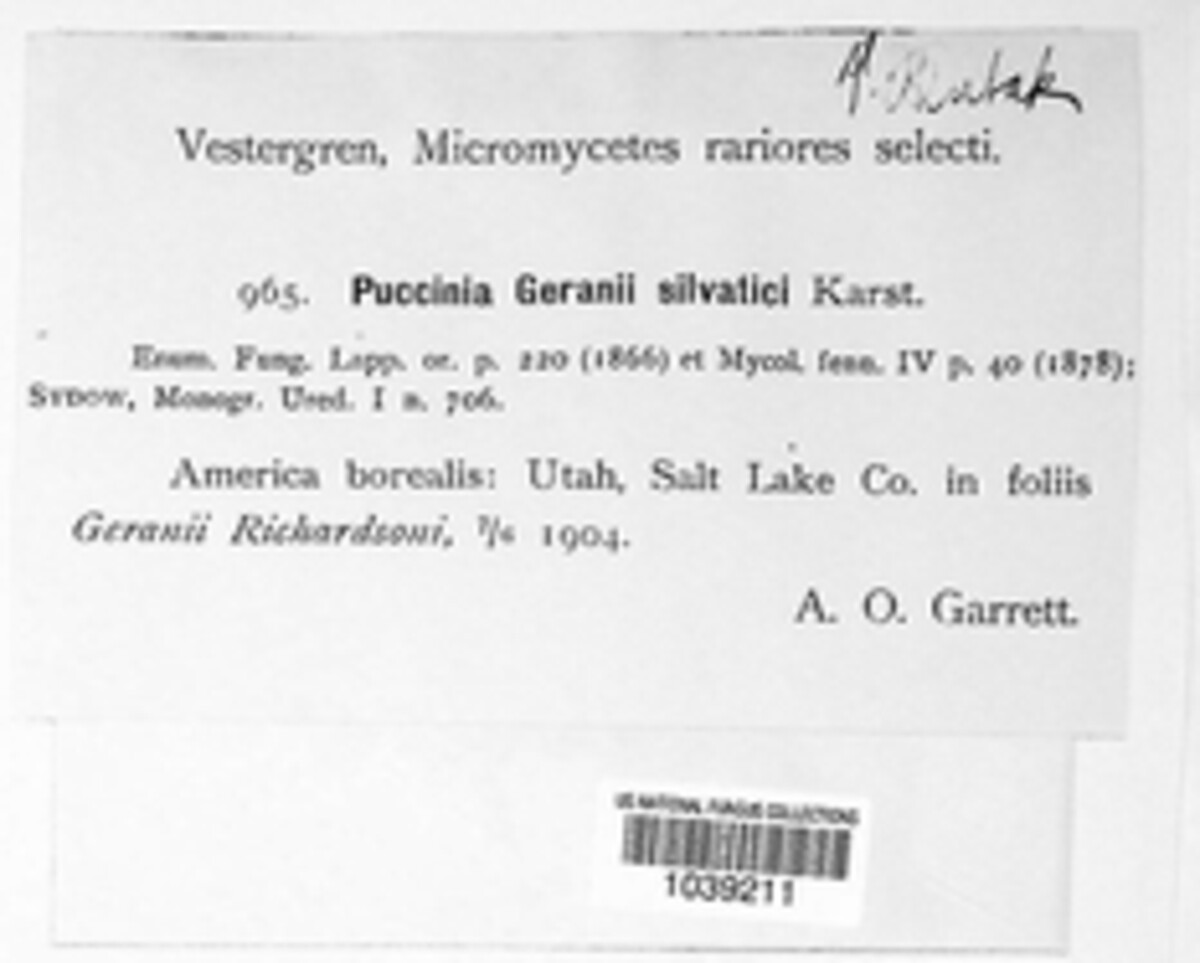 Vestergren, Micromycetes rariores selecti.
965. Puccinia Geranii silvatici Karst.
Enum. Fung. Lapp. or. p. 220 (1866) et Mycol. fenn. IV p. 40 (1878);
SYDOW, Monogr. Ured. I n. 706.
America borealis: Utah, Salt Lake Co. in foliis
Geranii Richardsoni, 7/6 1904.
A. O. Garrett.
US NATIONAL FUNGUS COLLECTIONS
1039211